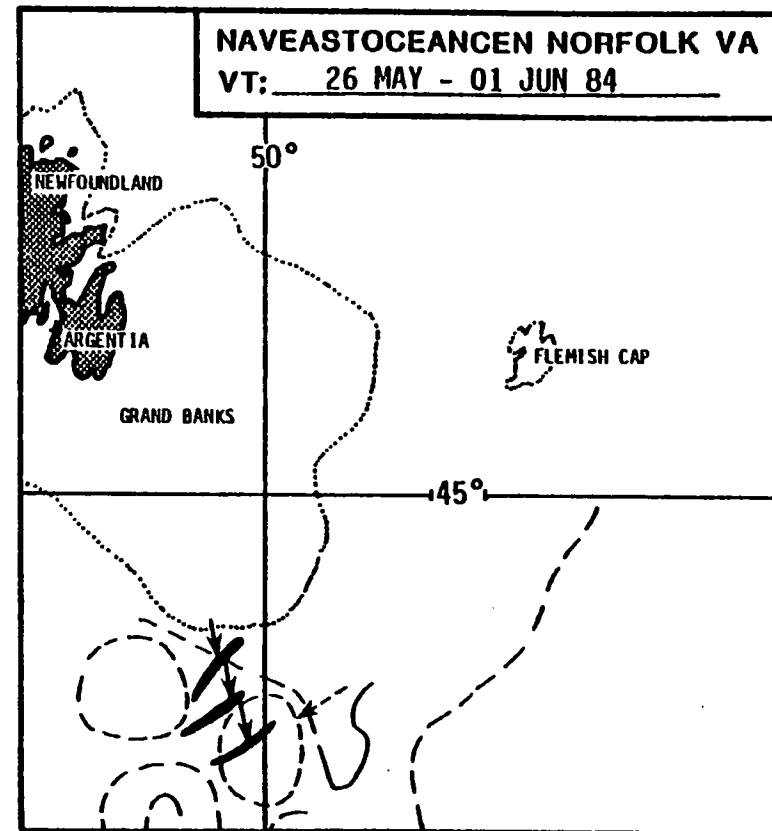 NAVEASTOCEANCEN NORFOLK VA
VT: 26 MAY - 01 JUN 84
50°
NEWFOUNDLAND
ARGENTIA
FLEMISH CAP
GRAND BANKS
45°